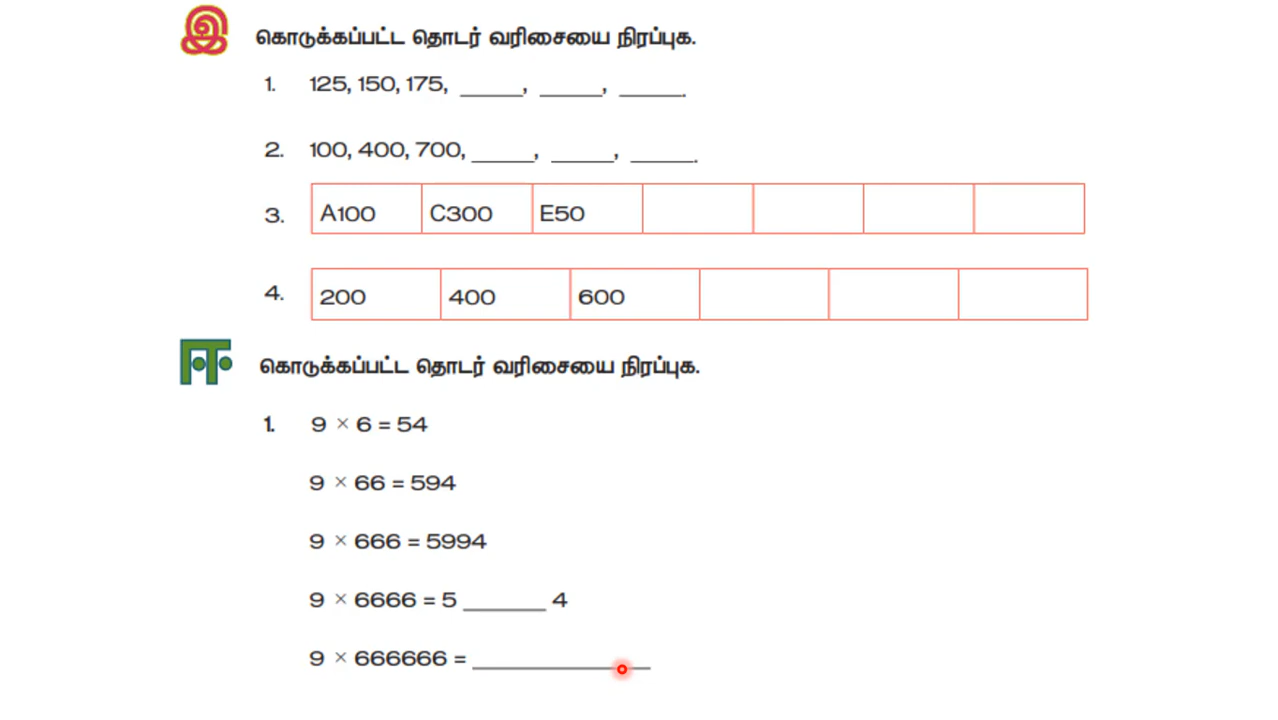 இ கொடுக்கப்பட்ட தொடர் வரிசையை நிரப்புக.
1. 125, 150, 175, _____, _____, _____.
2. 100, 400, 700, _____, _____, _____.
3. A100 C300 E50
4. 200 400 600
ஈ கொடுக்கப்பட்ட தொடர் வரிசையை நிரப்புக.
1. 9 × 6 = 54
9 × 66 = 594
9 × 666 = 5994
9 × 6666 = 5 _______ 4
9 × 666666 = _______________